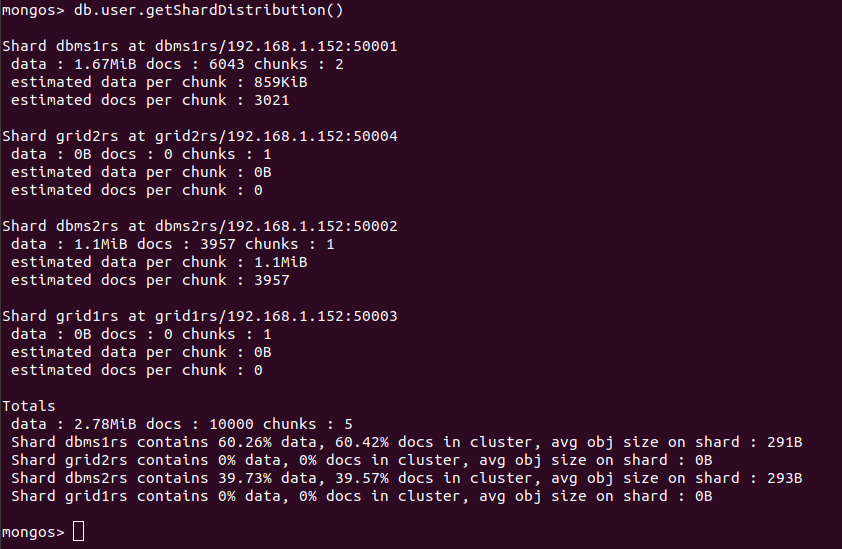 mongos> db.user.getShardDistribution()
Shard dbms1rs at dbms1rs/192.168.1.152:50001
data : 1.67MiB docs : 6043 chunks : 2
estimated data per chunk : 859KiB
estimated docs per chunk : 3021
Shard grid2rs at grid2rs/192.168.1.152:50004
data : 0B docs : 0 chunks : 1
estimated data per chunk : 0B
estimated docs per chunk : 0
Shard dbms2rs at dbms2rs/192.168.1.152:50002
data : 1.1MiB docs : 3957 chunks : 1
estimated data per chunk : 1.1MiB
estimated docs per chunk : 3957
Shard grid1rs at grid1rs/192.168.1.152:50003
data : 0B docs : 0 chunks : 1
estimated data per chunk : 0B
estimated docs per chunk : 0
Totals
data : 2.78MiB docs : 10000 chunks : 5
Shard dbms1rs contains 60.26% data, 60.42% docs in cluster, avg obj size on shard : 291B
Shard grid2rs contains 0% data, 0% docs in cluster, avg obj size on shard : 0B
Shard dbms2rs contains 39.73% data, 39.57% docs in cluster, avg obj size on shard : 293B
Shard grid1rs contains 0% data, 0% docs in cluster, avg obj size on shard : 0B
mongos>